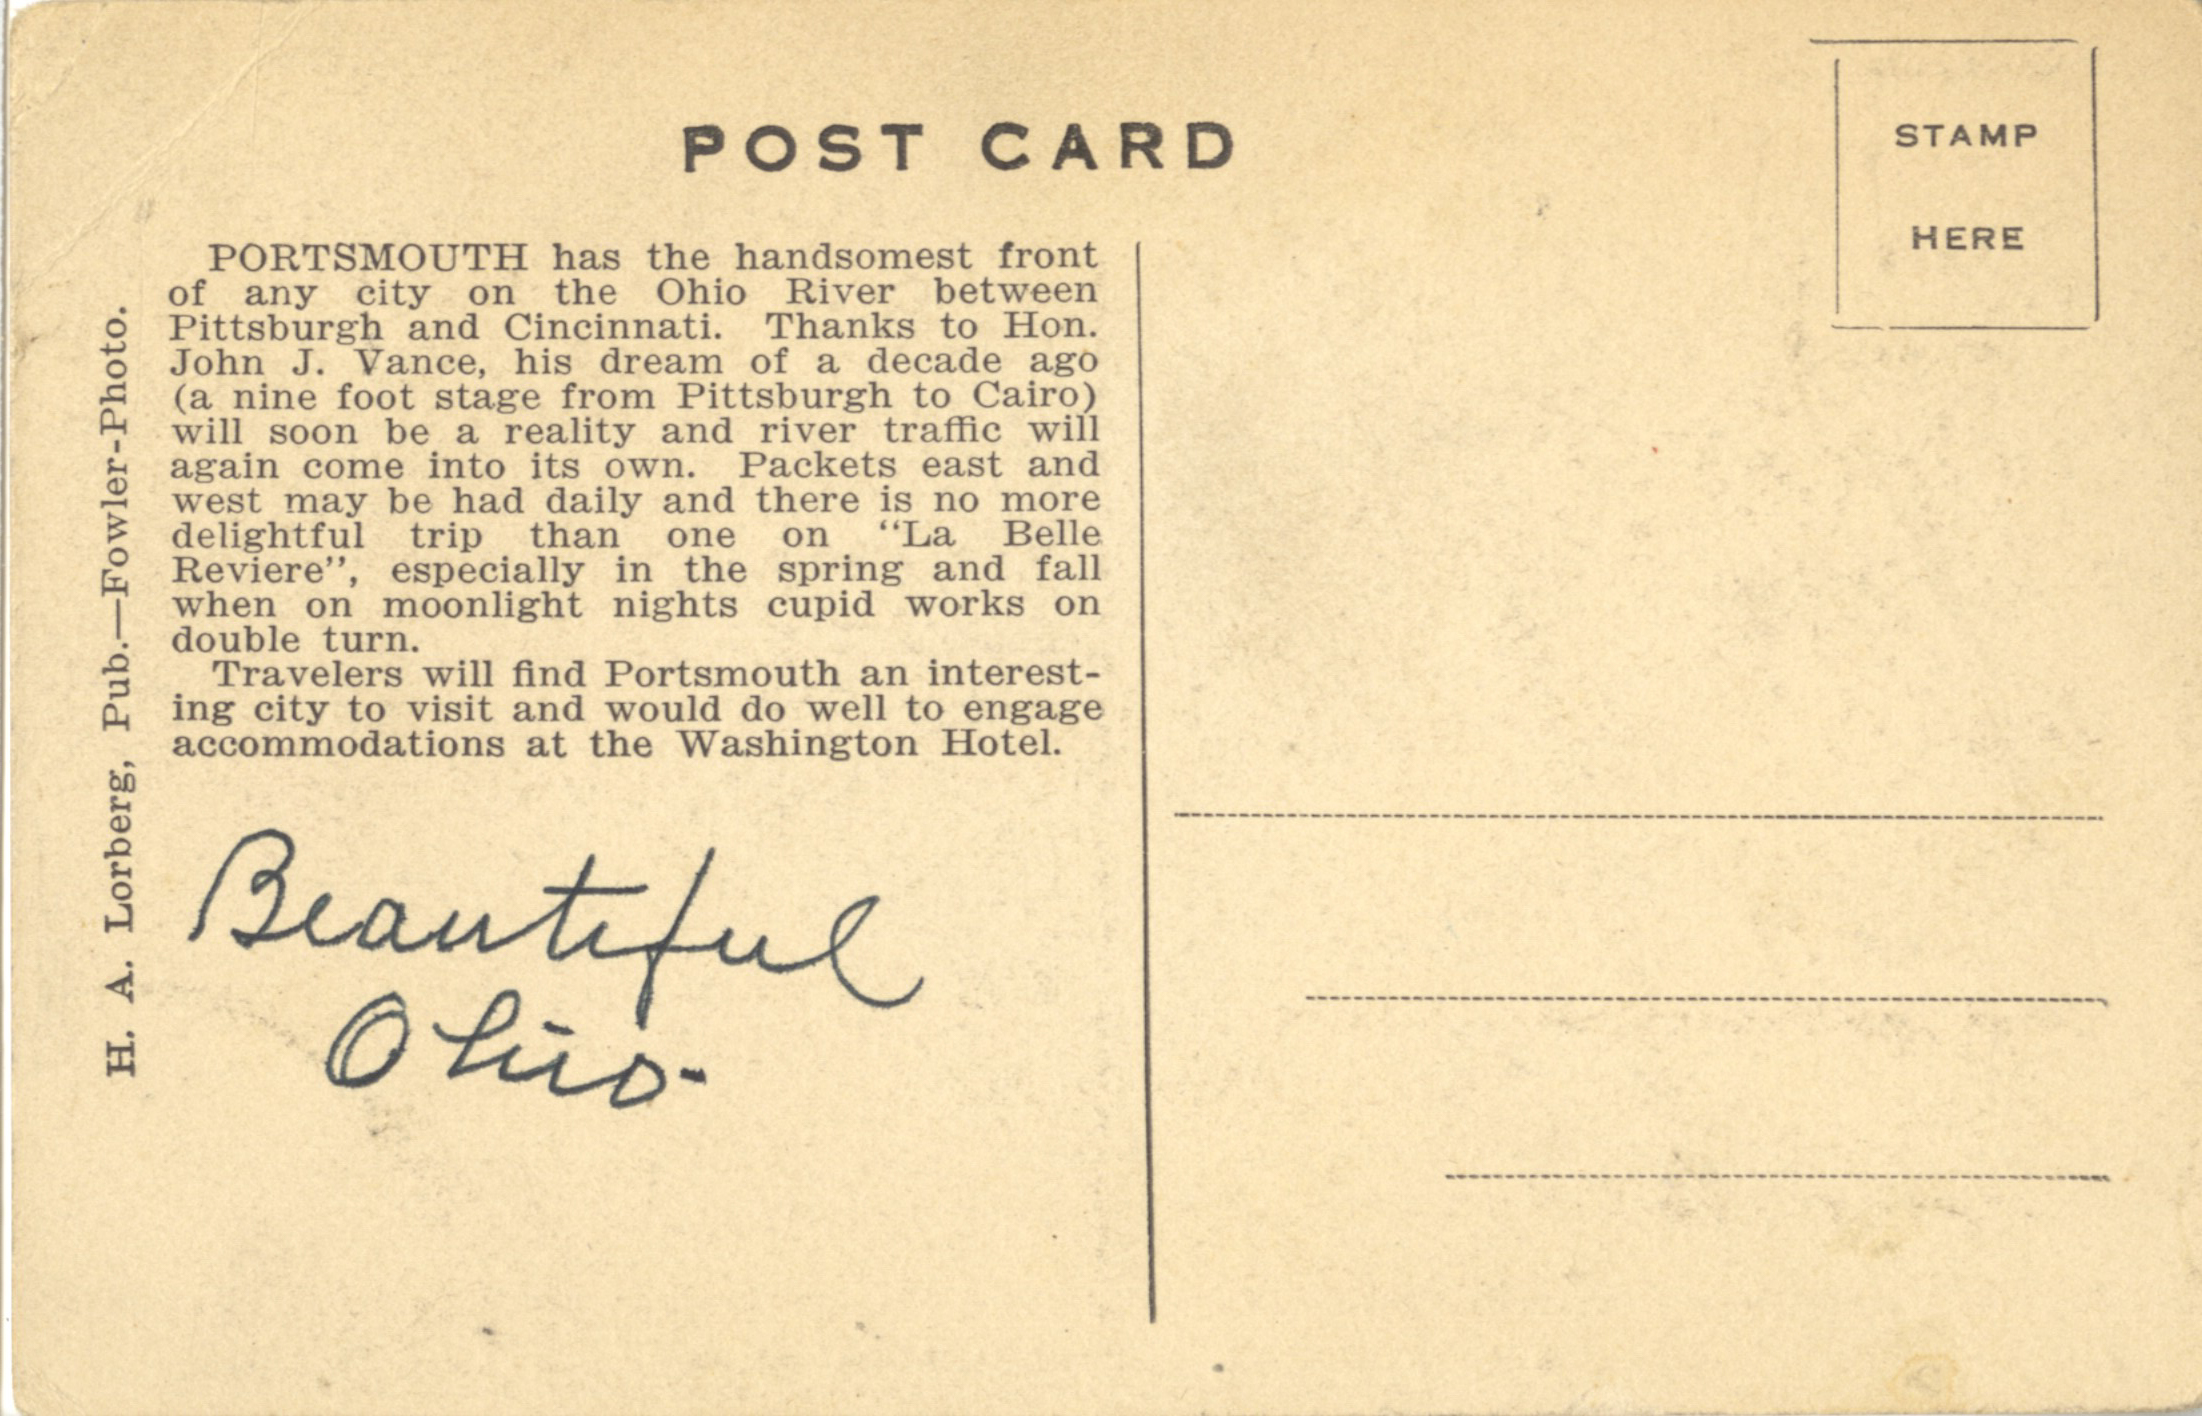 POST CARD
STAMP
HERE
PORTSMOUTH has the handsomest front
of any city on the Ohio River between
Pittsburgh and Cincinnati. Thanks to Hon.
John J. Vance, his dream of a decade ago
(a nine foot stage from Pittsburgh to Cairo)
will soon be a reality and river traffic will
again come into its own. Packets east and
west may be had daily and there is no more
delightful trip than one on “La Belle
Reviere”, especially in the spring and fall
when on moonlight nights cupid works on
double turn.
Travelers will find Portsmouth an interest-
ing city to visit and would do well to engage
accommodations at the Washington Hotel.
H. A. Lorberg, Pub.—Fowler-Photo.
Beautiful
Ohio-